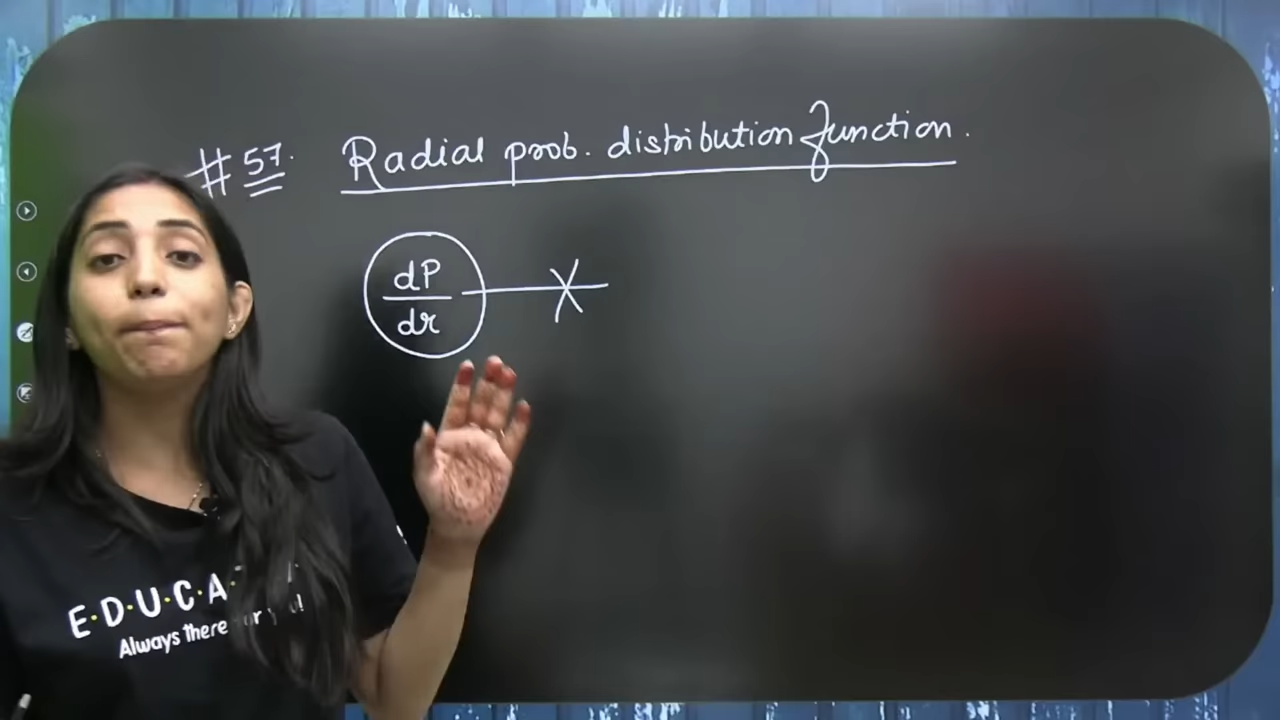 #57. Radial prob. distribution function.
dP
dr
X
E.D.U.C.A.
Always there